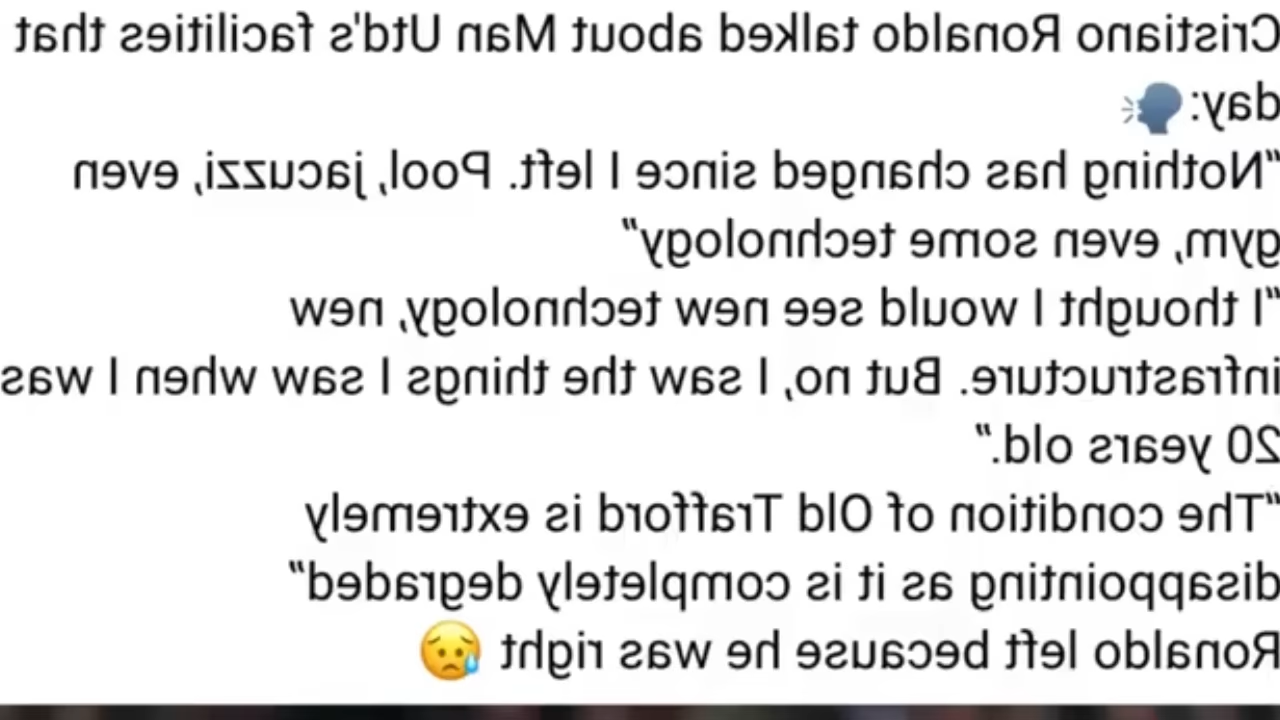 Cristiano Ronaldo talked about Man Utd's facilities that
day:🗣
"Nothing has changed since I left. Pool, jacuzzi, even
gym, even some technology"
"I thought I would see new technology, new
infrastructure. But no, I saw the things I saw when I was
20 years old."
"The condition of Old Trafford is extremely
disappointing as it is completely degraded"
Ronaldo left because he was right 😥